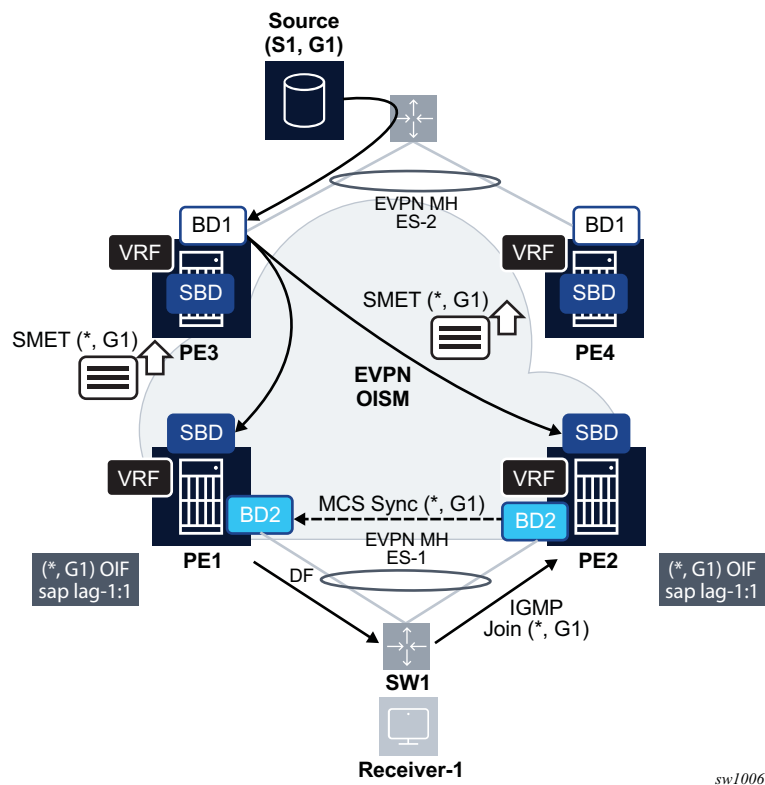 Source
(S1, G1)
EVPN MH
ES-2
BD1
BD1
VRF
VRF
SBD
SBD
SMET (*, G1)
SMET (*, G1)
PE3
PE4
EVPN
OISM
SBD
SBD
VRF
VRF
MCS Sync (*, G1)
BD2
BD2
EVPN MH
ES-1
PE1
PE2
(*, G1) OIF
sap lag-1:1
(*, G1) OIF
sap lag-1:1
DF
IGMP
Join (*, G1)
SW1
Receiver-1
sw1006